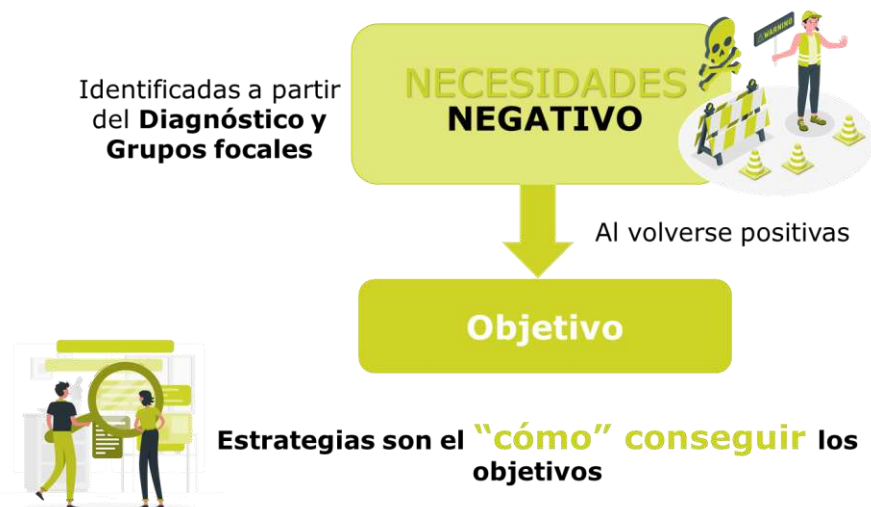 Identificadas a partir
del Diagnóstico y
Grupos focales
NECESIDADES
NEGATIVO
WARNING
Al volverse positivas
Objetivo
Estrategias son el “cómo” conseguir los
objetivos